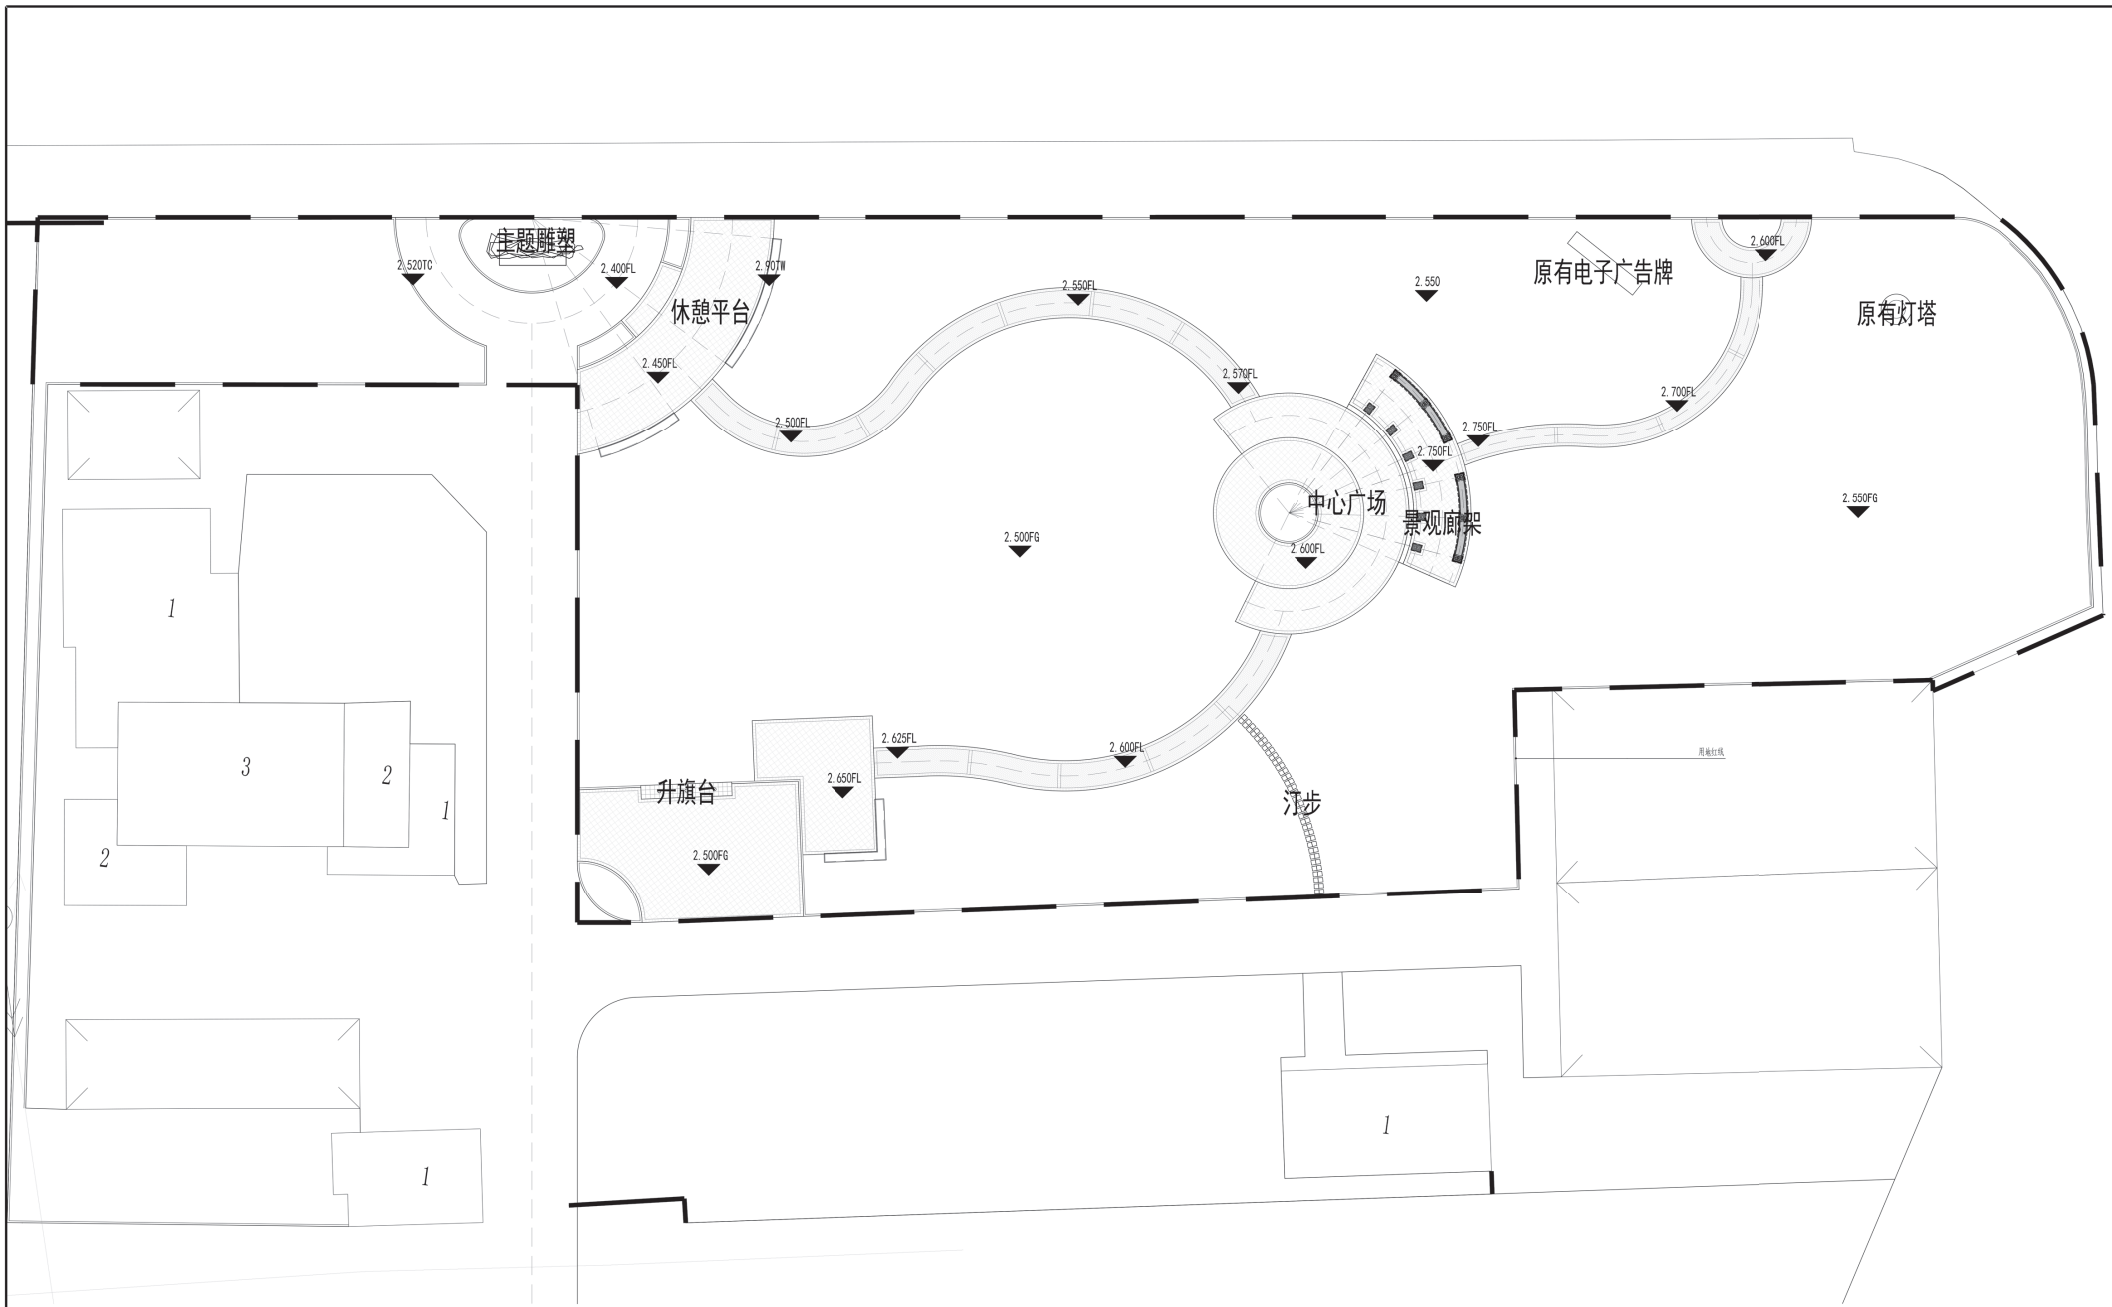 主题雕塑
2.520TC
2.400FL
2.90TW
休憩平台
2.450FL
2.500FL
2.550FL
2.570FL
2.550
原有电子广告牌
2.600FL
原有灯塔
2.700FL
2.750FL
2.750FL
中心广场
景观廊架
2.600FL
2.550FG
2.500FG
1
3
2
1
2
2.625FL
2.600FL
2.650FL
升旗台
2.500FG
汀步
用地红线
1
1